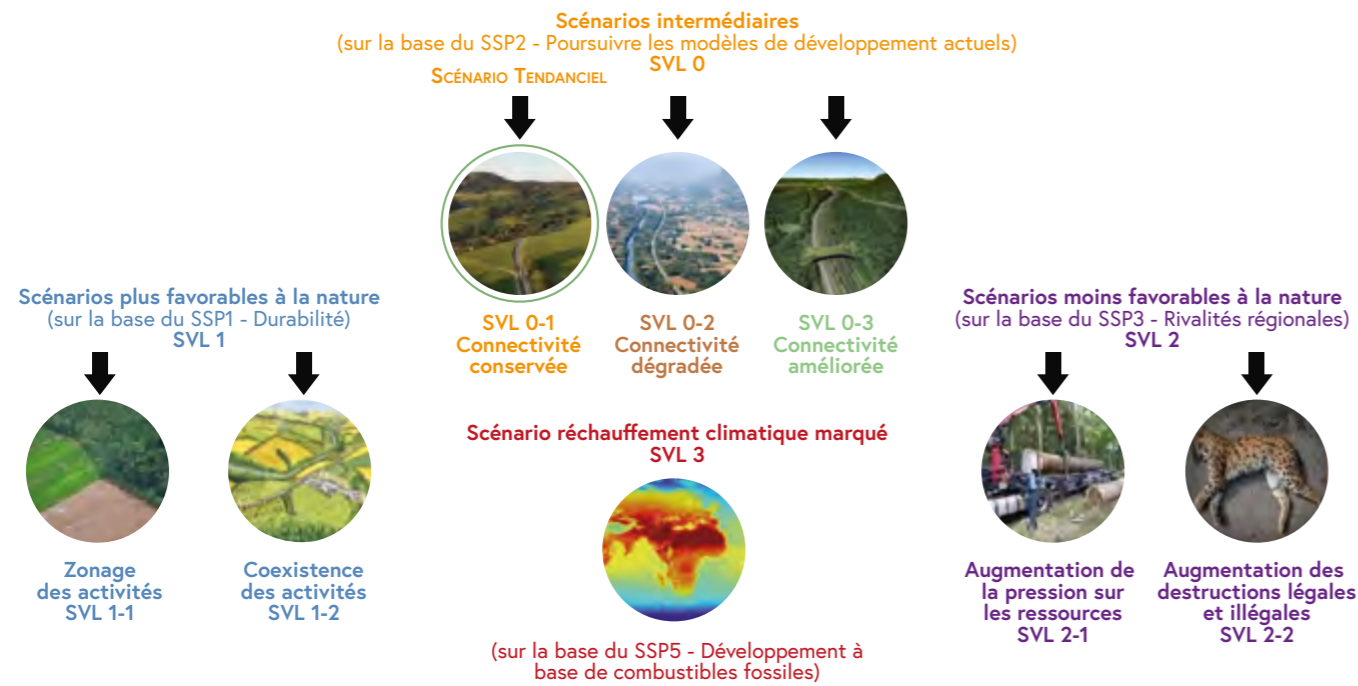 Scénarios intermédiaires
(sur la base du SSP2 - Poursuivre les modèles de développement actuels)
SVL 0
SCÉNARIO TENDANCIEL
SVL 0-1
Connectivité
conservée
SVL 0-2
Connectivité
dégradée
SVL 0-3
Connectivité
améliorée
Scénarios plus favorables à la nature
(sur la base du SSP1 - Durabilité)
SVL 1
Zonage
des activités
SVL 1-1
Coexistence
des activités
SVL 1-2
Scénario réchauffement climatique marqué
SVL 3
(sur la base du SSP5 - Développement à
base de combustibles fossiles)
Scénarios moins favorables à la nature
(sur la base du SSP3 - Rivalités régionales)
SVL 2
Augmentation de
la pression sur
les ressources
SVL 2-1
Augmentation des
destructions légales
et illégales
SVL 2-2